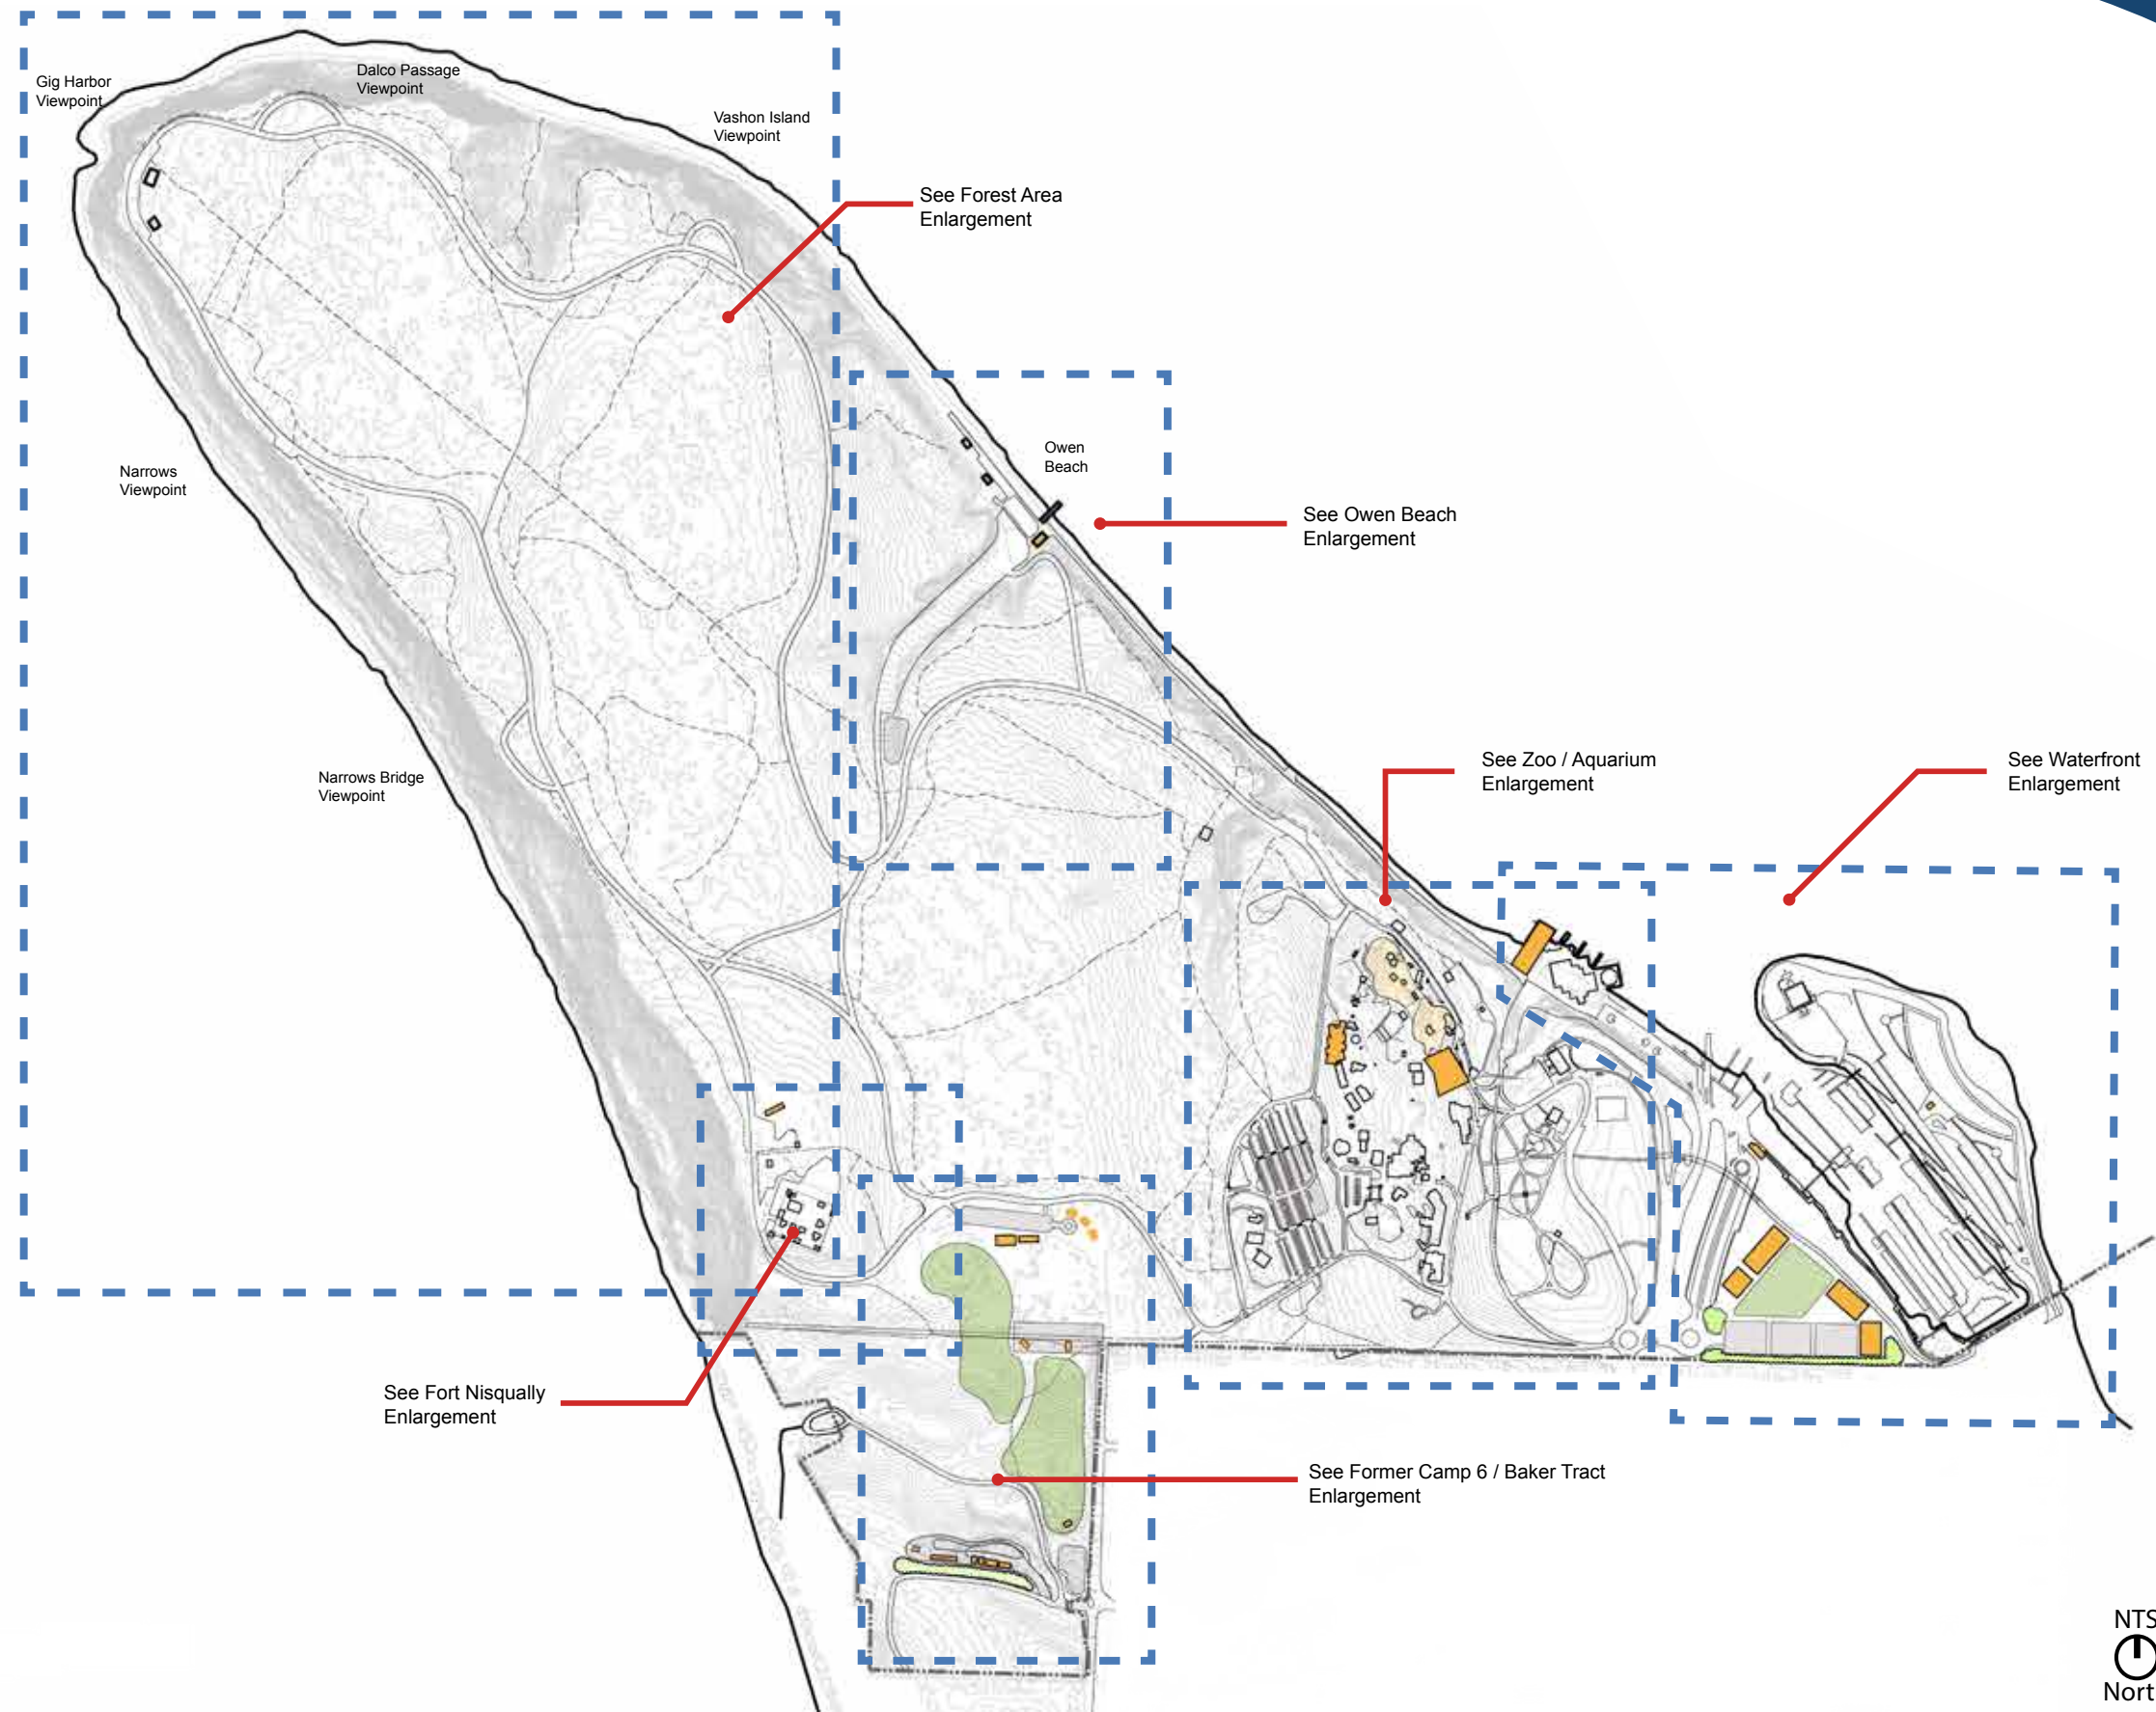 Gig Harbor
Viewpoint
Dalco Passage
Viewpoint
Vashon Island
Viewpoint
See Forest Area
Enlargement
Narrows
Viewpoint
Owen
Beach
See Owen Beach
Enlargement
Narrows Bridge
Viewpoint
See Zoo / Aquarium
Enlargement
See Waterfront
Enlargement
See Fort Nisqually
Enlargement
See Former Camp 6 / Baker Tract
Enlargement
NTS
Nort